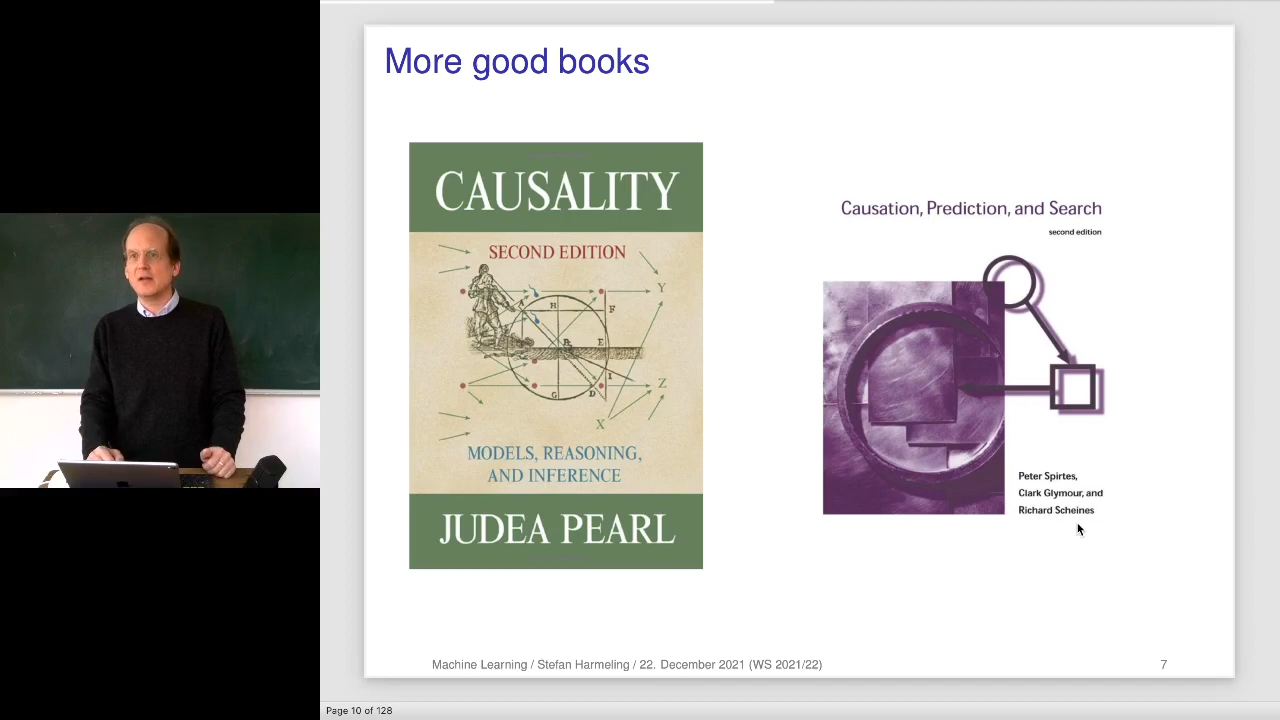 More good books
CAUSALITY
SECOND EDITION
H
F
Y
B
E
I
Z
G
D
X
MODELS, REASONING,
AND INFERENCE
JUDEA PEARL
Causation, Prediction, and Search
second edition
Peter Spirtes,
Clark Glymour, and
Richard Scheines
Machine Learning / Stefan Harmeling / 22. December 2021 (WS 2021/22)
7
Page 10 of 128